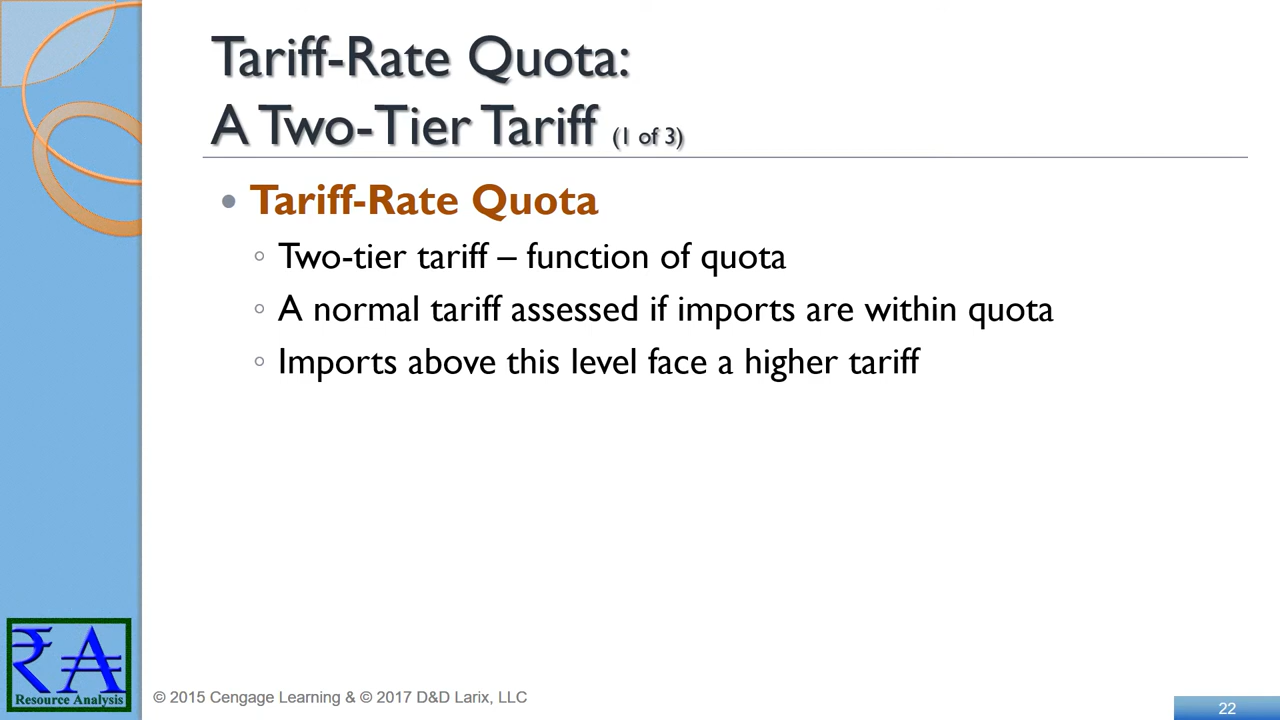 Tariff-Rate Quota:
A Two-Tier Tariff (1 of 3)
• Tariff-Rate Quota
◦ Two-tier tariff – function of quota
◦ A normal tariff assessed if imports are within quota
◦ Imports above this level face a higher tariff
₹A
Resource Analysis
© 2015 Cengage Learning & © 2017 D&D Larix, LLC
22